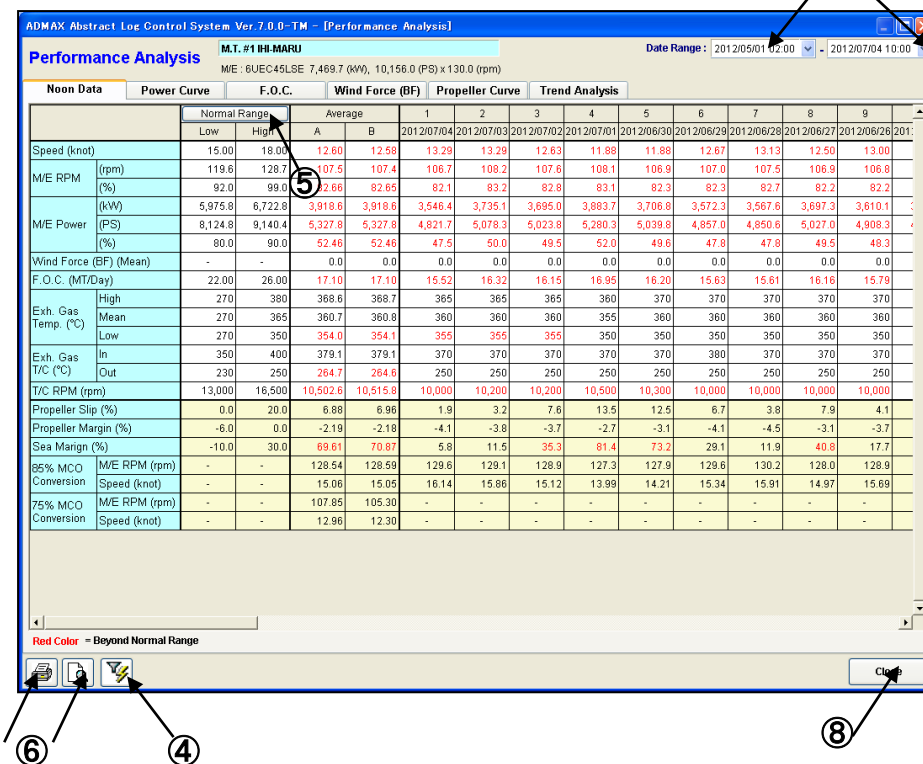 ADMAX Abstract Log Control System Ver.7.0.0-TM - [Performance Analysis]
Performance Analysis M.T. #1 IHI-MARU Date Range : 2012/05/01 02:00 - 2012/07/04 10:00
M/E : 6UEC45LSE 7,469.7 (kW), 10,156.0 (PS) x 130.0 (rpm)
Noon Data Power Curve F.O.C. Wind Force (BF) Propeller Curve Trend Analysis
Normal Range Average 1 2 3 4 5 6 7 8 9
Low High A B 2012/07/04 2012/07/03 2012/07/02 2012/07/01 2012/06/30 2012/06/29 2012/06/28 2012/06/27 2012/06/26 201
Speed (knot) 15.00 18.00 12.60 12.58 13.29 13.29 12.63 11.88 11.88 12.67 13.13 12.50 13.00
M/E RPM (rpm) 119.6 128.7 107.5 107.4 106.7 108.2 107.6 108.1 106.9 107.0 107.5 106.9 106.8
(%) 92.0 99.0 82.66 82.65 82.1 83.2 82.8 83.1 82.3 82.3 82.7 82.2 82.2
⑤
M/E Power (kW) 5,975.8 6,722.8 3,918.6 3,918.6 3,546.4 3,735.1 3,695.0 3,883.7 3,706.8 3,572.3 3,567.6 3,697.3 3,610.1
(PS) 8,124.8 9,140.4 5,327.8 5,327.8 4,821.7 5,078.3 5,023.8 5,280.3 5,039.8 4,857.0 4,850.6 5,027.0 4,908.3
(%) 80.0 90.0 52.46 52.46 47.5 50.0 49.5 52.0 49.6 47.8 47.8 49.5 48.3
Wind Force (BF) (Mean) - - 0.0 0.0 0.0 0.0 0.0 0.0 0.0 0.0 0.0 0.0 0.0
F.O.C. (MT/Day) 22.00 26.00 17.10 17.10 15.52 16.32 16.15 16.95 16.20 15.63 15.61 16.16 15.79
Exh. Gas Temp. (°C) High 270 380 368.6 368.7 365 365 365 360 370 370 370 370 370
Mean 270 365 360.7 360.8 360 360 360 355 360 360 360 360 360
Low 270 350 354.0 354.1 355 355 355 350 350 350 350 350 350
Exh. Gas T/C (°C) In 350 400 379.1 379.1 370 370 370 370 370 380 370 370 370
Out 230 250 264.7 264.6 250 250 250 250 250 250 250 250 250
T/C RPM (rpm) 13,000 16,500 10,502.6 10,515.8 10,000 10,200 10,200 10,500 10,300 10,000 10,000 10,000 10,000
Propeller Slip (%) 0.0 20.0 6.88 6.96 1.9 3.2 7.6 13.5 12.5 6.7 3.8 7.9 4.1
Propeller Margin (%) -6.0 0.0 -2.19 -2.18 -4.1 -3.8 -3.7 -2.7 -3.1 -4.1 -4.5 -3.1 -3.7
Sea Marign (%) -10.0 30.0 69.61 70.87 5.8 11.5 35.3 81.4 73.2 29.1 11.9 40.8 17.7
85% MCO Conversion M/E RPM (rpm) - - 128.54 128.59 129.6 129.1 128.9 127.3 127.9 129.6 130.2 128.0 128.9
Speed (knot) - - 15.06 15.05 16.14 15.86 15.12 13.99 14.21 15.34 15.91 14.97 15.69
75% MCO Conversion M/E RPM (rpm) - - 107.85 105.30 - - - - - - - - -
Speed (knot) - - 12.96 12.30 - - - - - - - - -
Red Color = Beyond Normal Range
Close
⑥ ④ ⑧